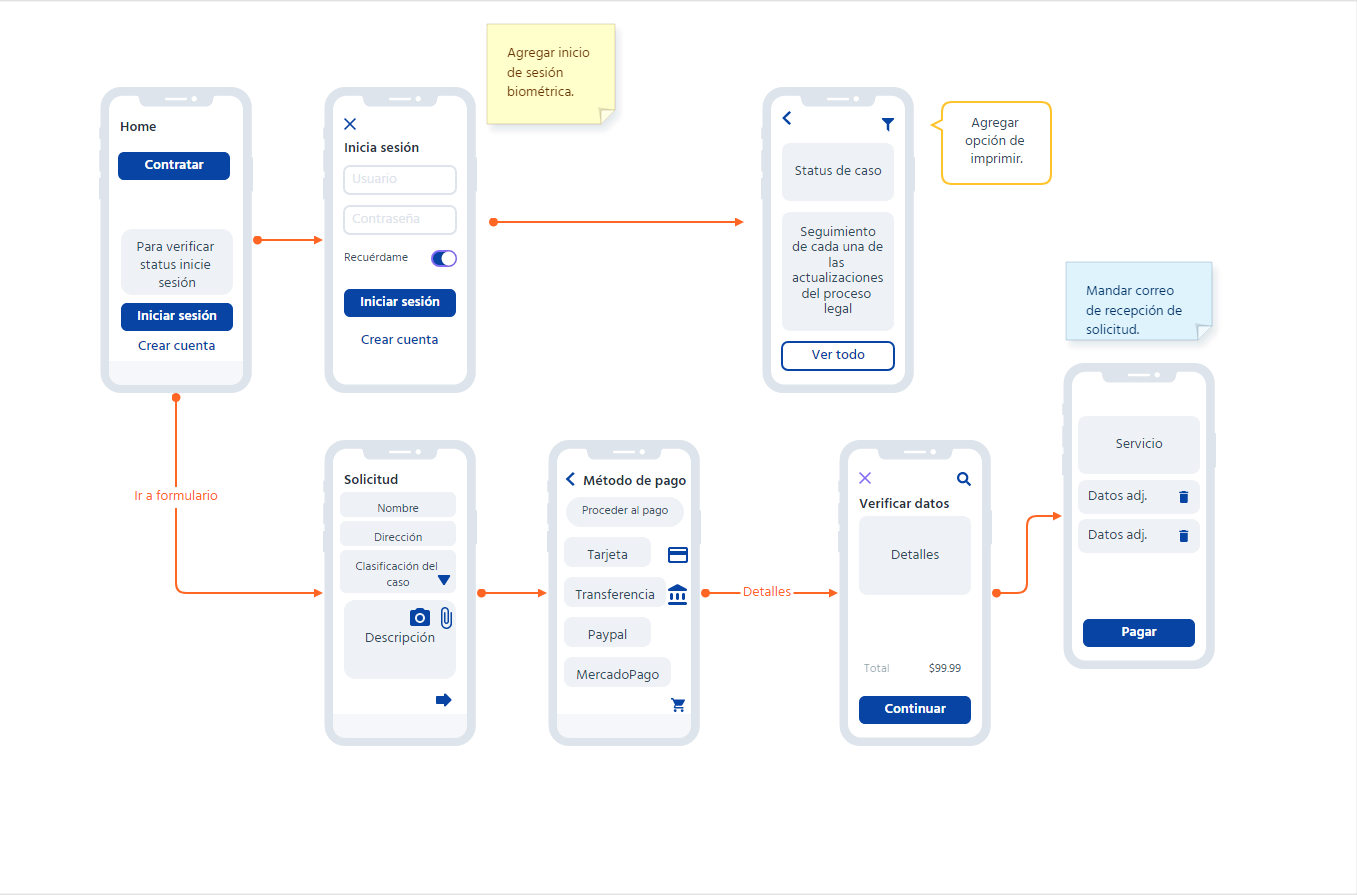 Agregar inicio
de sesión
biométrica.
Home
Contratar
Para verificar
status inicie
sesión
Iniciar sesión
Crear cuenta
Inicia sesión
Usuario
Contraseña
Recuérdame
Iniciar sesión
Crear cuenta
Status de caso
Seguimiento
de cada una de
las
actualizaciones
del proceso
legal
Ver todo
Agregar
opción de
imprimir.
Mandar correo
de recepción de
solicitud.
Ir a formulario
Solicitud
Nombre
Dirección
Clasificación del
caso
Descripción
Método de pago
Proceder al pago
Tarjeta
Transferencia
Paypal
MercadoPago
Detalles
Verificar datos
Detalles
Total $99.99
Continuar
Servicio
Datos adj.
Datos adj.
Pagar